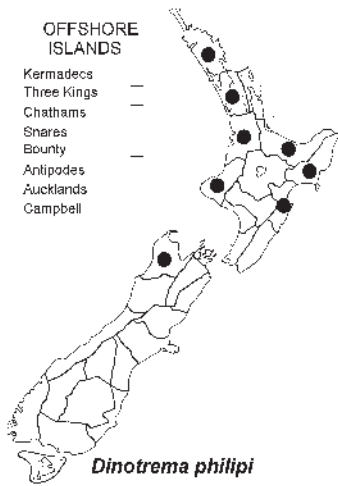 OFFSHORE
ISLANDS
Kermadecs
Three Kings
Chathams
Snares
Bounty
Antipodes
Aucklands
Campbell
Dinotrema philipi